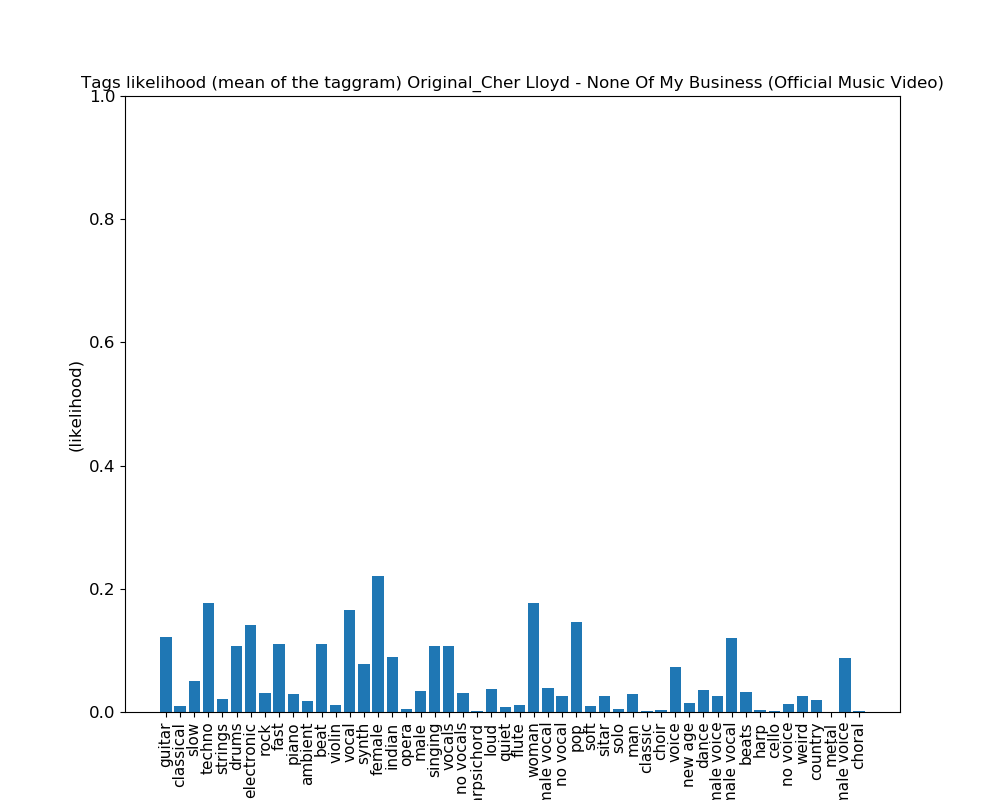 Tags likelihood (mean of the taggram) Original_Cher Lloyd - None Of My Business (Official Music Video)
1.0
0.8
0.6
0.4
0.2
0.0
(likelihood)
guitar
classical
slow
techno
strings
drums
electronic
rock
fast
piano
ambient
beat
violin
vocal
synth
female
indian
opera
male
singing
vocals
no vocals
arpsichord
loud
quiet
flute
woman
male vocal
no vocal
pop
soft
sitar
solo
man
classic
choir
voice
new age
dance
male voice
male vocal
beats
harp
cello
no voice
weird
country
metal
male voice
choral